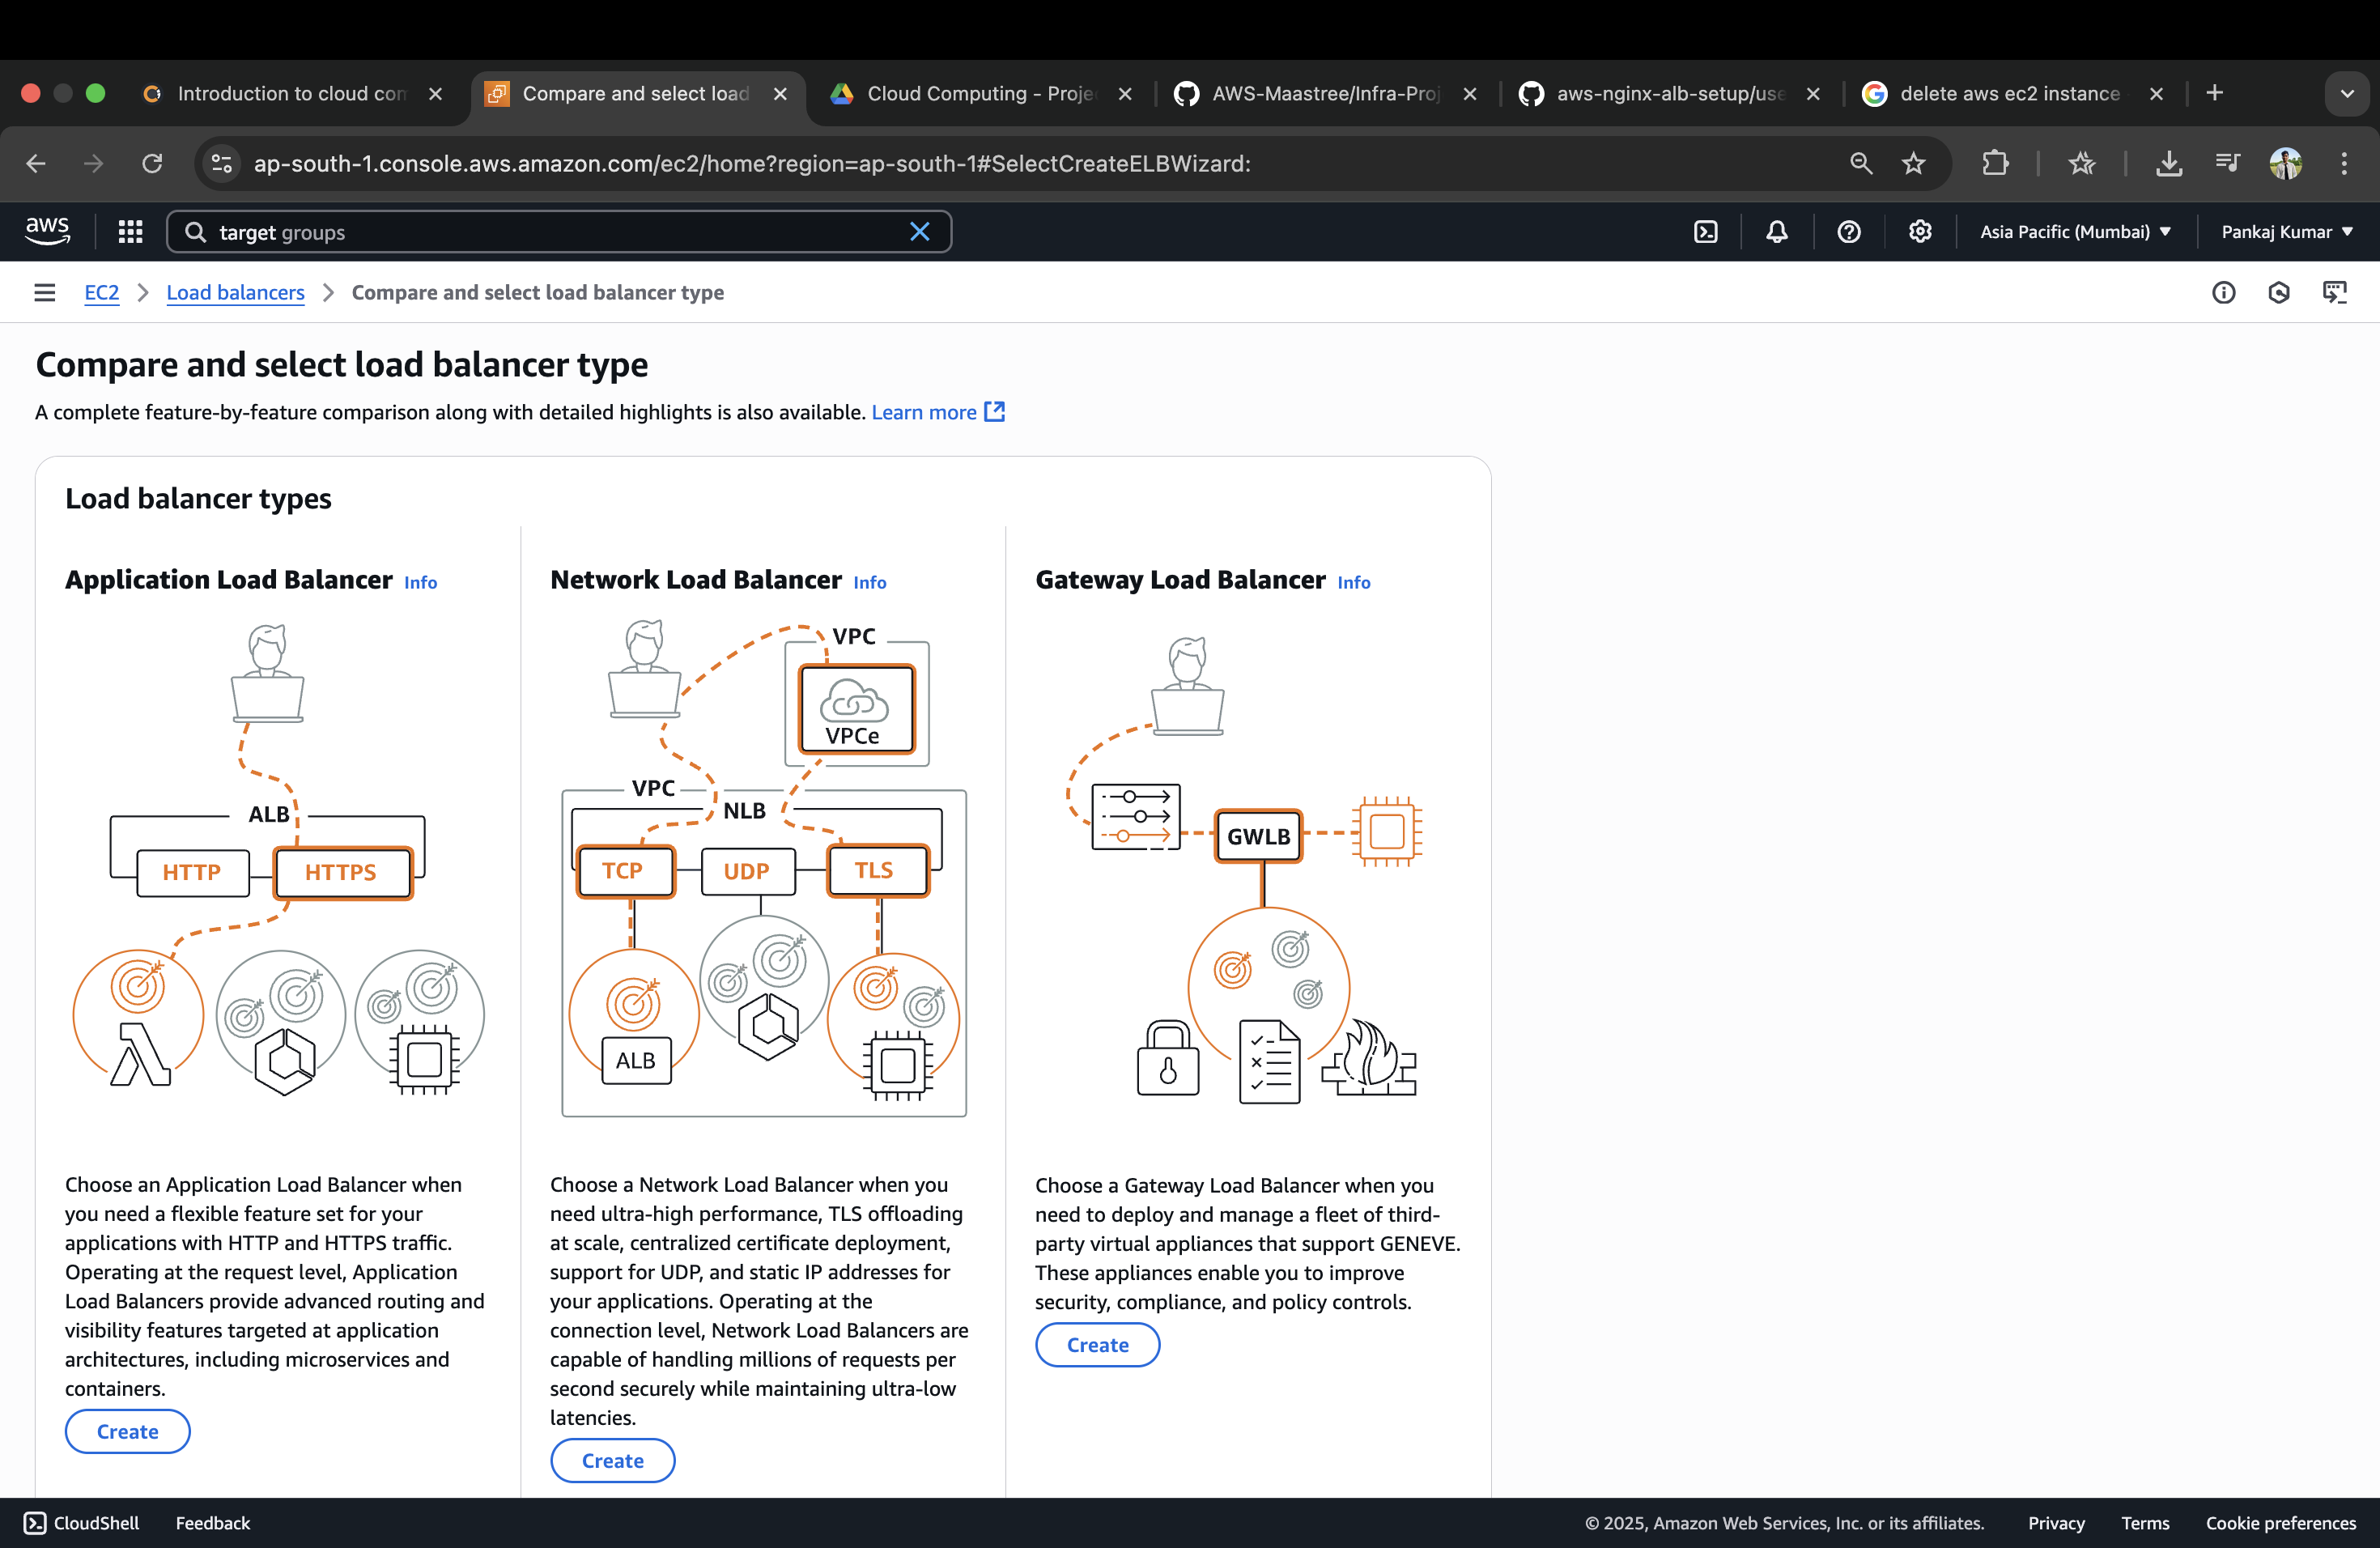 Introduction to cloud com
Compare and select load
Cloud Computing - Proje
AWS-Maastree/Infra-Proj
aws-nginx-alb-setup/use
delete aws ec2 instance
ap-south-1.console.aws.amazon.com/ec2/home?region=ap-south-1#SelectCreateELBWizard:
aws
target groups
Asia Pacific (Mumbai)
Pankaj Kumar
EC2
Load balancers
Compare and select load balancer type
Compare and select load balancer type
A complete feature-by-feature comparison along with detailed highlights is also available. Learn more
Load balancer types
Application Load Balancer Info
ALB
HTTP
HTTPS
Choose an Application Load Balancer when
you need a flexible feature set for your
applications with HTTP and HTTPS traffic.
Operating at the request level, Application
Load Balancers provide advanced routing and
visibility features targeted at application
architectures, including microservices and
containers.
Create
Network Load Balancer Info
VPC
VPCe
VPC
NLB
TCP
UDP
TLS
ALB
Choose a Network Load Balancer when you
need ultra-high performance, TLS offloading
at scale, centralized certificate deployment,
support for UDP, and static IP addresses for
your applications. Operating at the
connection level, Network Load Balancers are
capable of handling millions of requests per
second securely while maintaining ultra-low
latencies.
Create
Gateway Load Balancer Info
GWLB
Choose a Gateway Load Balancer when you
need to deploy and manage a fleet of third-
party virtual appliances that support GENEVE.
These appliances enable you to improve
security, compliance, and policy controls.
Create
CloudShell
Feedback
© 2025, Amazon Web Services, Inc. or its affiliates.
Privacy
Terms
Cookie preferences